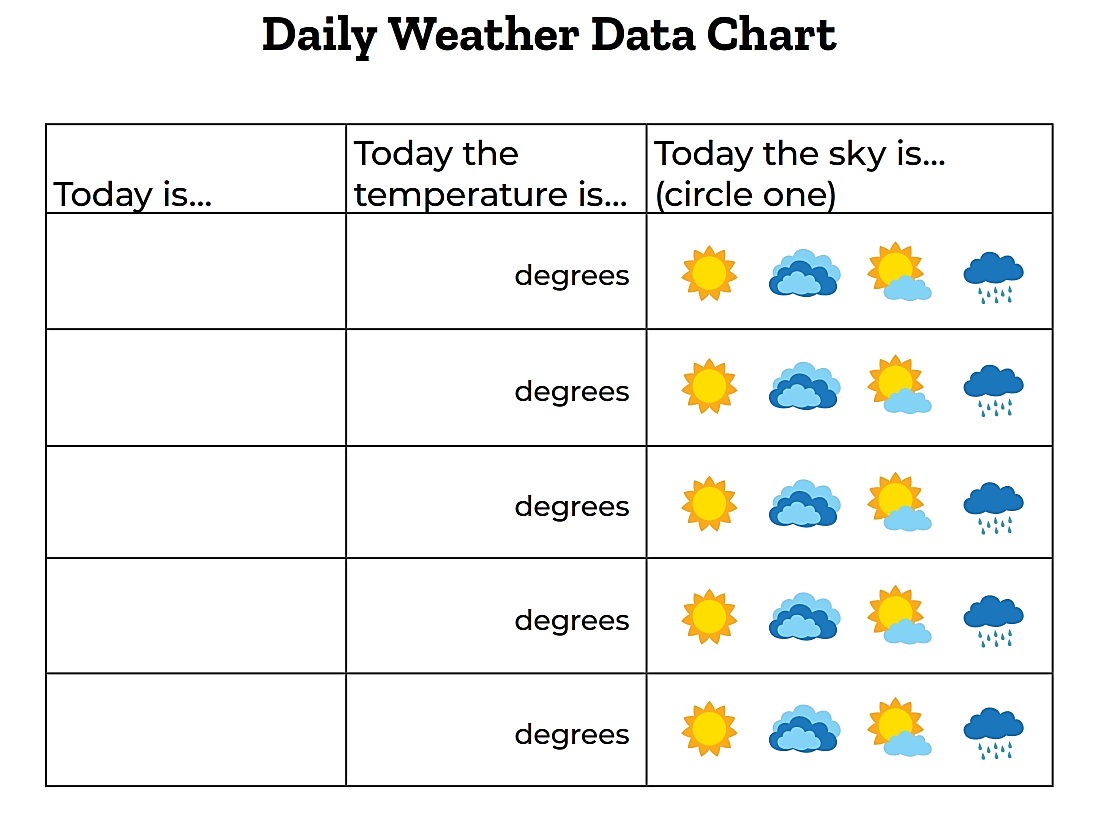 Daily Weather Data Chart
Today is...
Today the
temperature is...
Today the sky is...
(circle one)
degrees
degrees
degrees
degrees
degrees